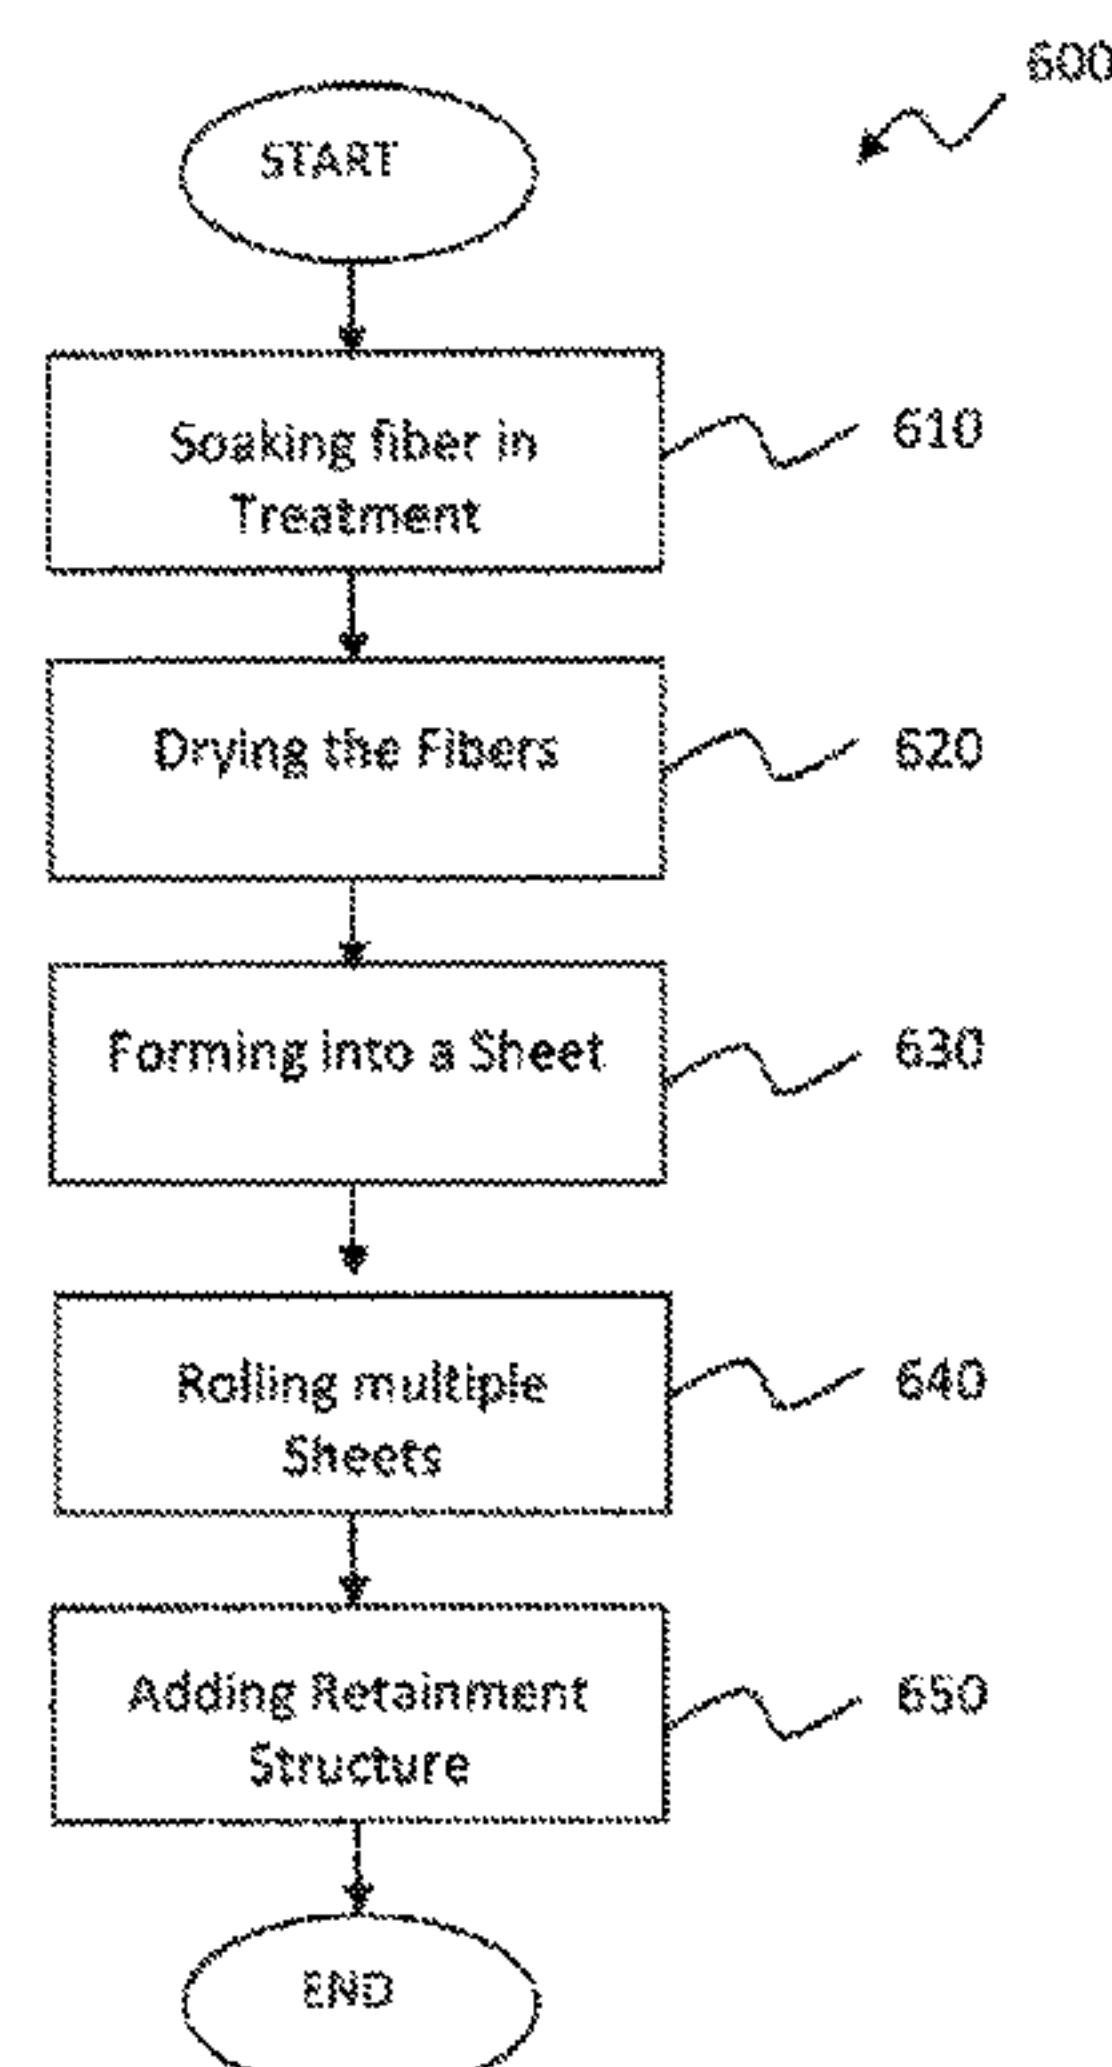 600
START
Soaking fiber in
Treatment
610
Drying the Fibers
620
Forming into a Sheet
630
Rolling multiple
Sheets
640
Adding Retainment
Structure
650
END